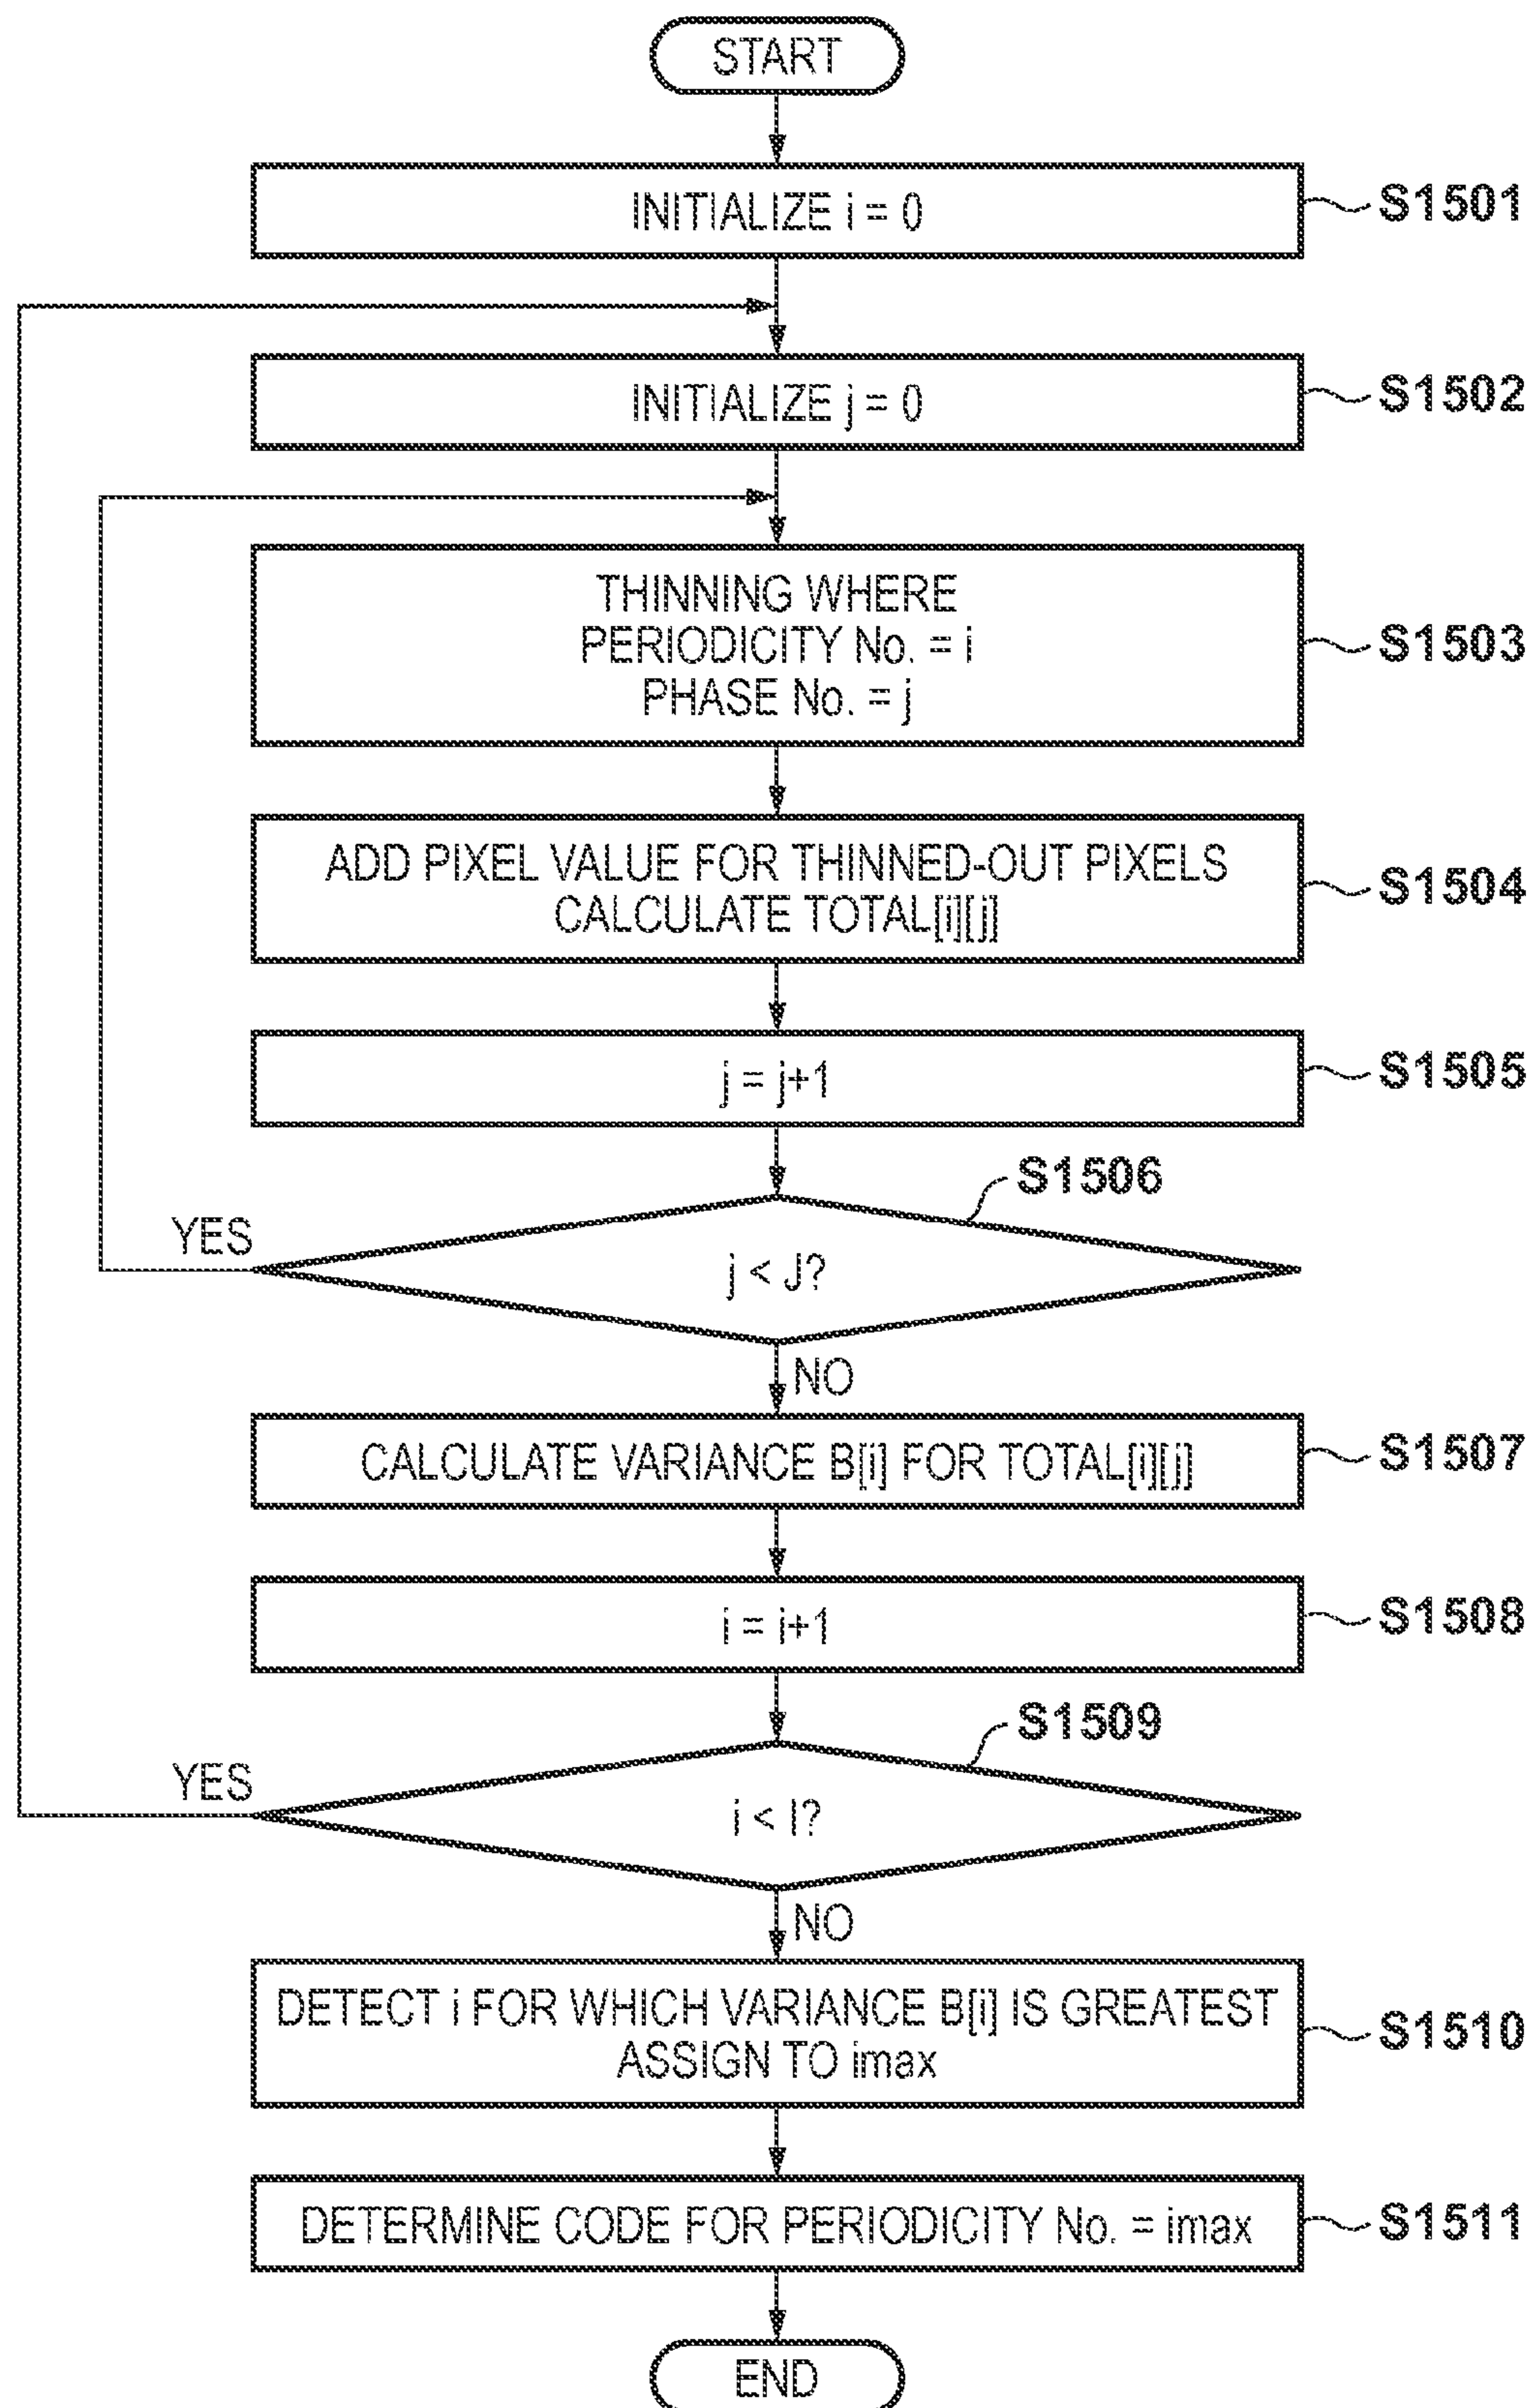 START
INITIALIZE i = 0
S1501
INITIALIZE j = 0
S1502
THINNING WHERE
PERIODICITY No. = i
PHASE No. = j
S1503
ADD PIXEL VALUE FOR THINNED-OUT PIXELS
CALCULATE TOTAL[i][j]
S1504
j = j+1
S1505
S1506
YES
j < J?
NO
CALCULATE VARIANCE B[i] FOR TOTAL[i][j]
S1507
i = i+1
S1508
S1509
YES
i < I?
NO
DETECT i FOR WHICH VARIANCE B[i] IS GREATEST
ASSIGN TO imax
S1510
DETERMINE CODE FOR PERIODICITY No. = imax
S1511
END